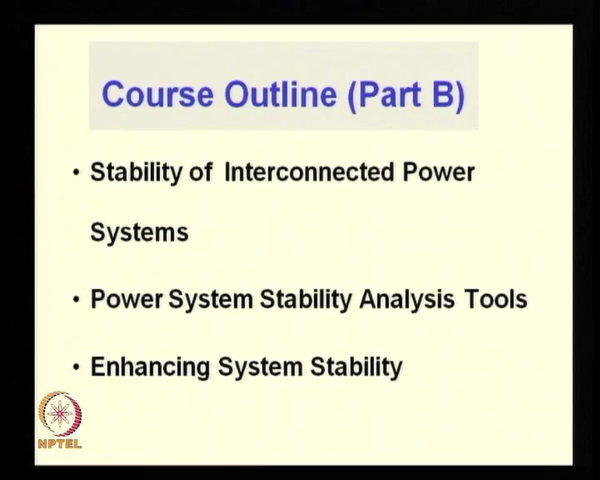 Course Outline (Part B)
• Stability of Interconnected Power
Systems
• Power System Stability Analysis Tools
• Enhancing System Stability
NPTEL